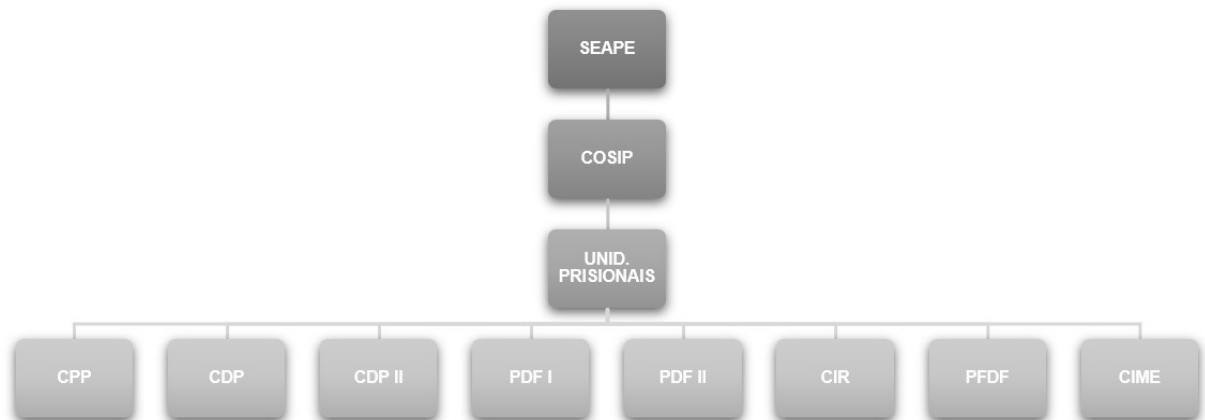 SEAPE
COSIP
UNID.
PRISIONAIS
CPP
CDP
CDP II
PDF I
PDF II
CIR
PFDF
CIME